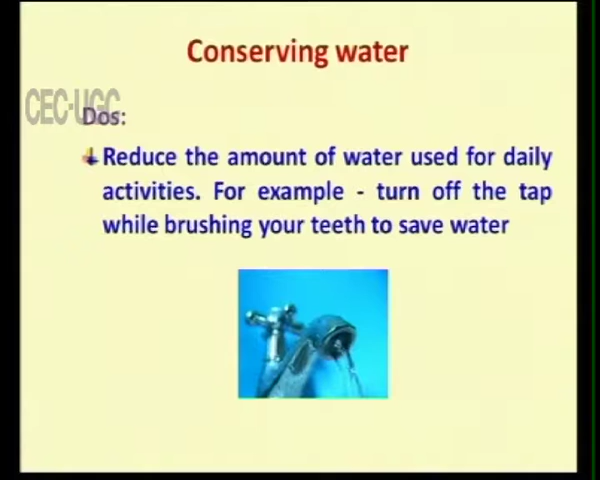 Conserving water
CEC-UGC
Dos:
Reduce the amount of water used for daily
activities. For example - turn off the tap
while brushing your teeth to save water